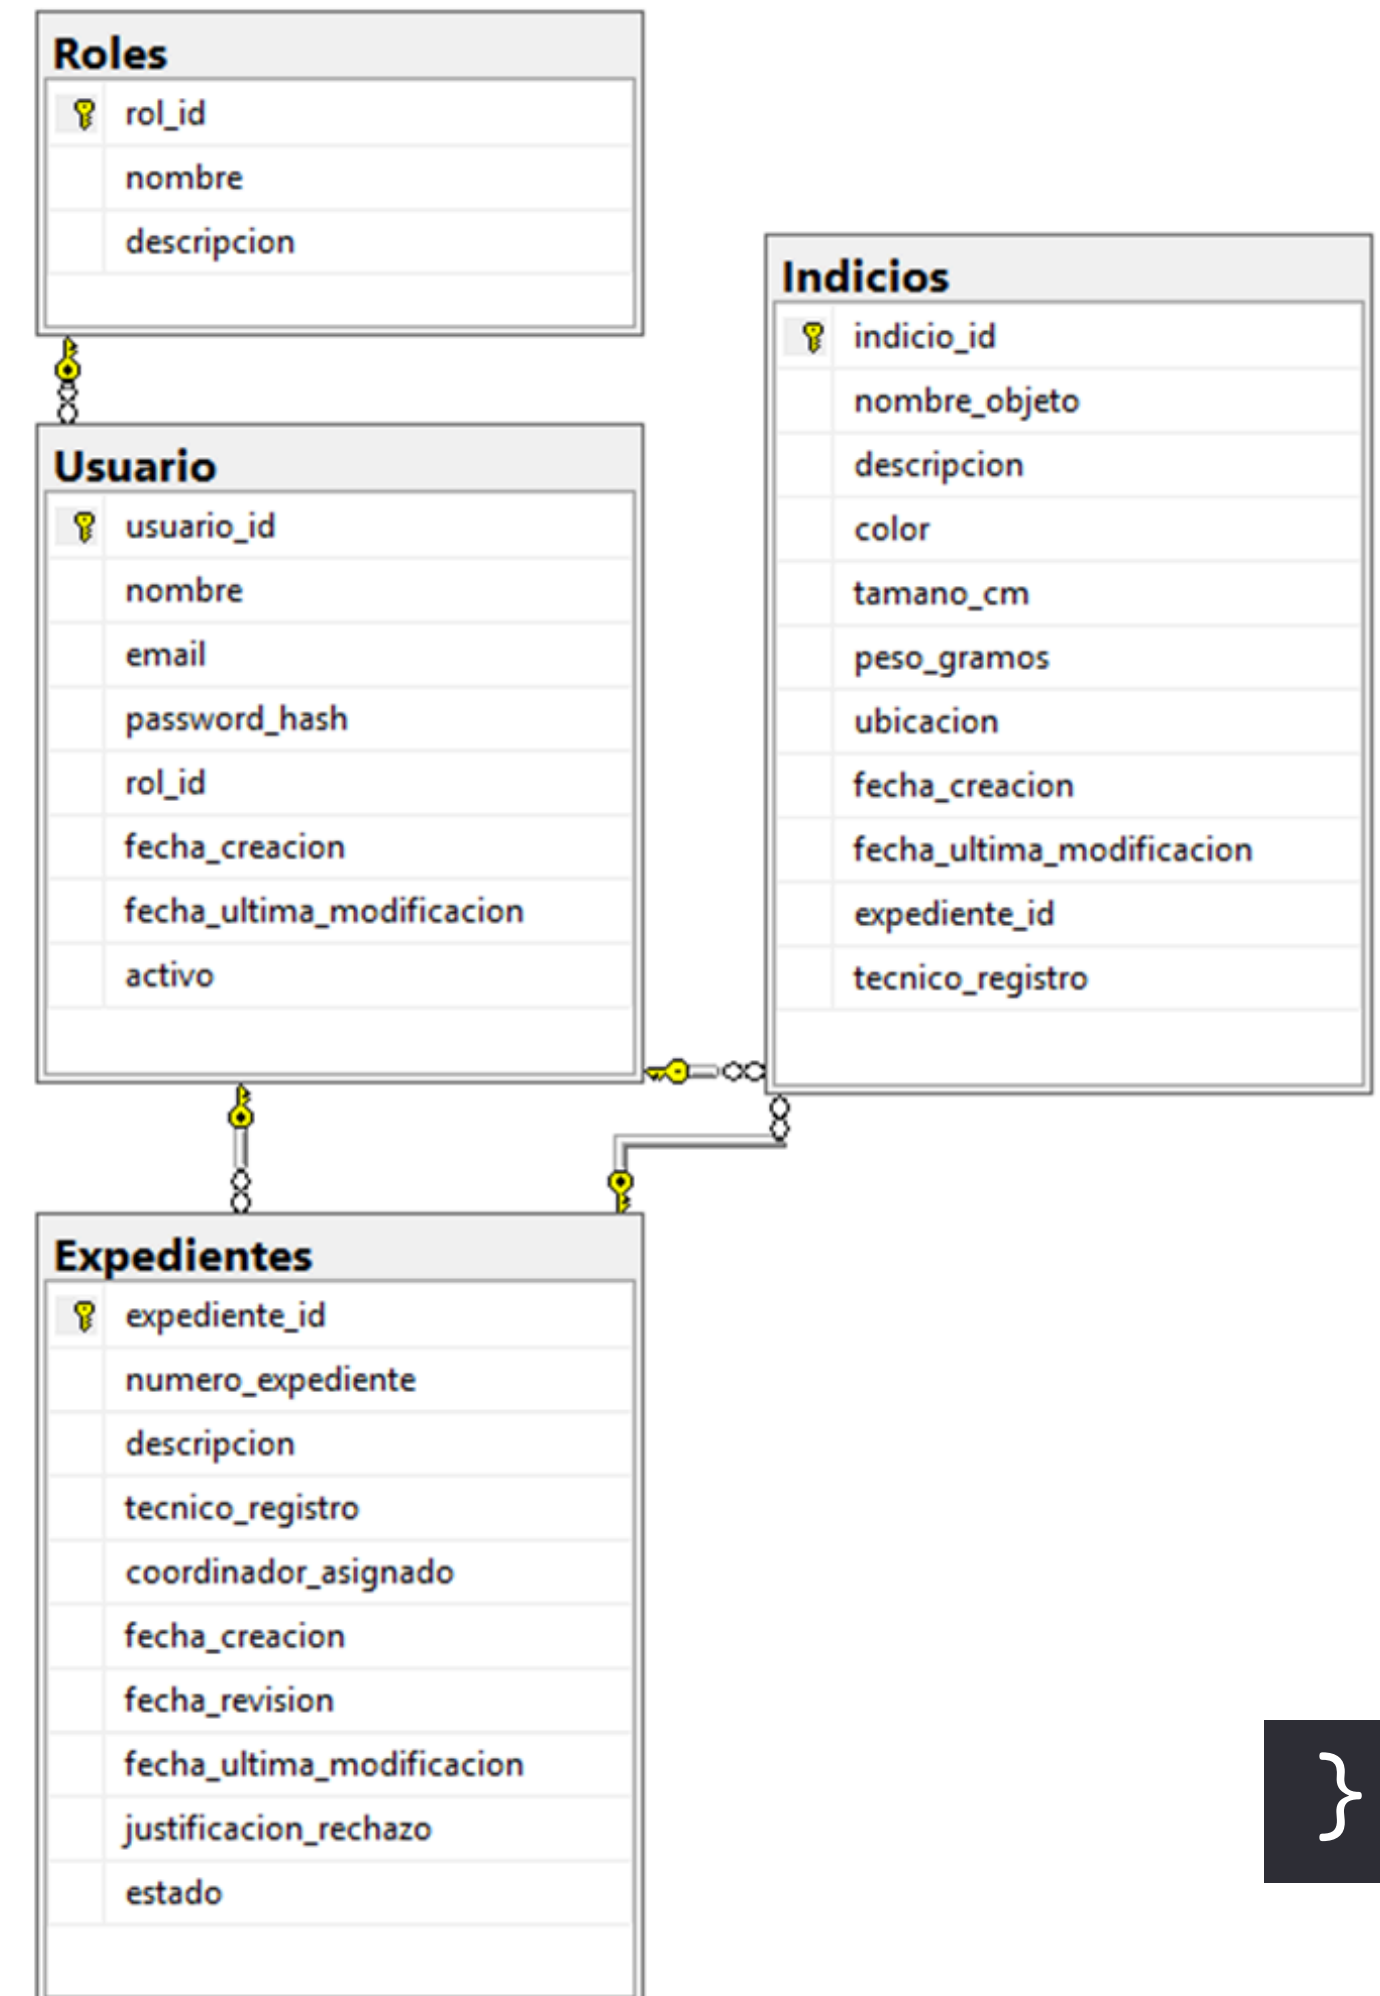 Roles
rol_id
nombre
descripcion
Usuario
usuario_id
nombre
email
password_hash
rol_id
fecha_creacion
fecha_ultima_modificacion
activo
Indicios
indicio_id
nombre_objeto
descripcion
color
tamano_cm
peso_gramos
ubicacion
fecha_creacion
fecha_ultima_modificacion
expediente_id
tecnico_registro
Expedientes
expediente_id
numero_expediente
descripcion
tecnico_registro
coordinador_asignado
fecha_creacion
fecha_revision
fecha_ultima_modificacion
justificacion_rechazo
estado
}